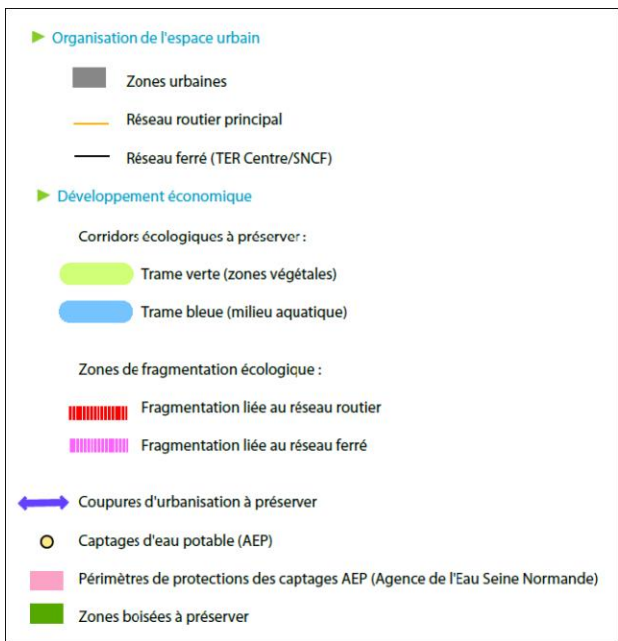 Organisation de l'espace urbain
Zones urbaines
Réseau routier principal
Réseau ferré (TER Centre/SNCF)
Développement économique
Corridors écologiques à préserver :
Trame verte (zones végétales)
Trame bleue (milieu aquatique)
Zones de fragmentation écologique :
Fragmentation liée au réseau routier
Fragmentation liée au réseau ferré
Coupures d'urbanisation à préserver
Captages d'eau potable (AEP)
Périmètres de protections des captages AEP (Agence de l'Eau Seine Normande)
Zones boisées à préserver